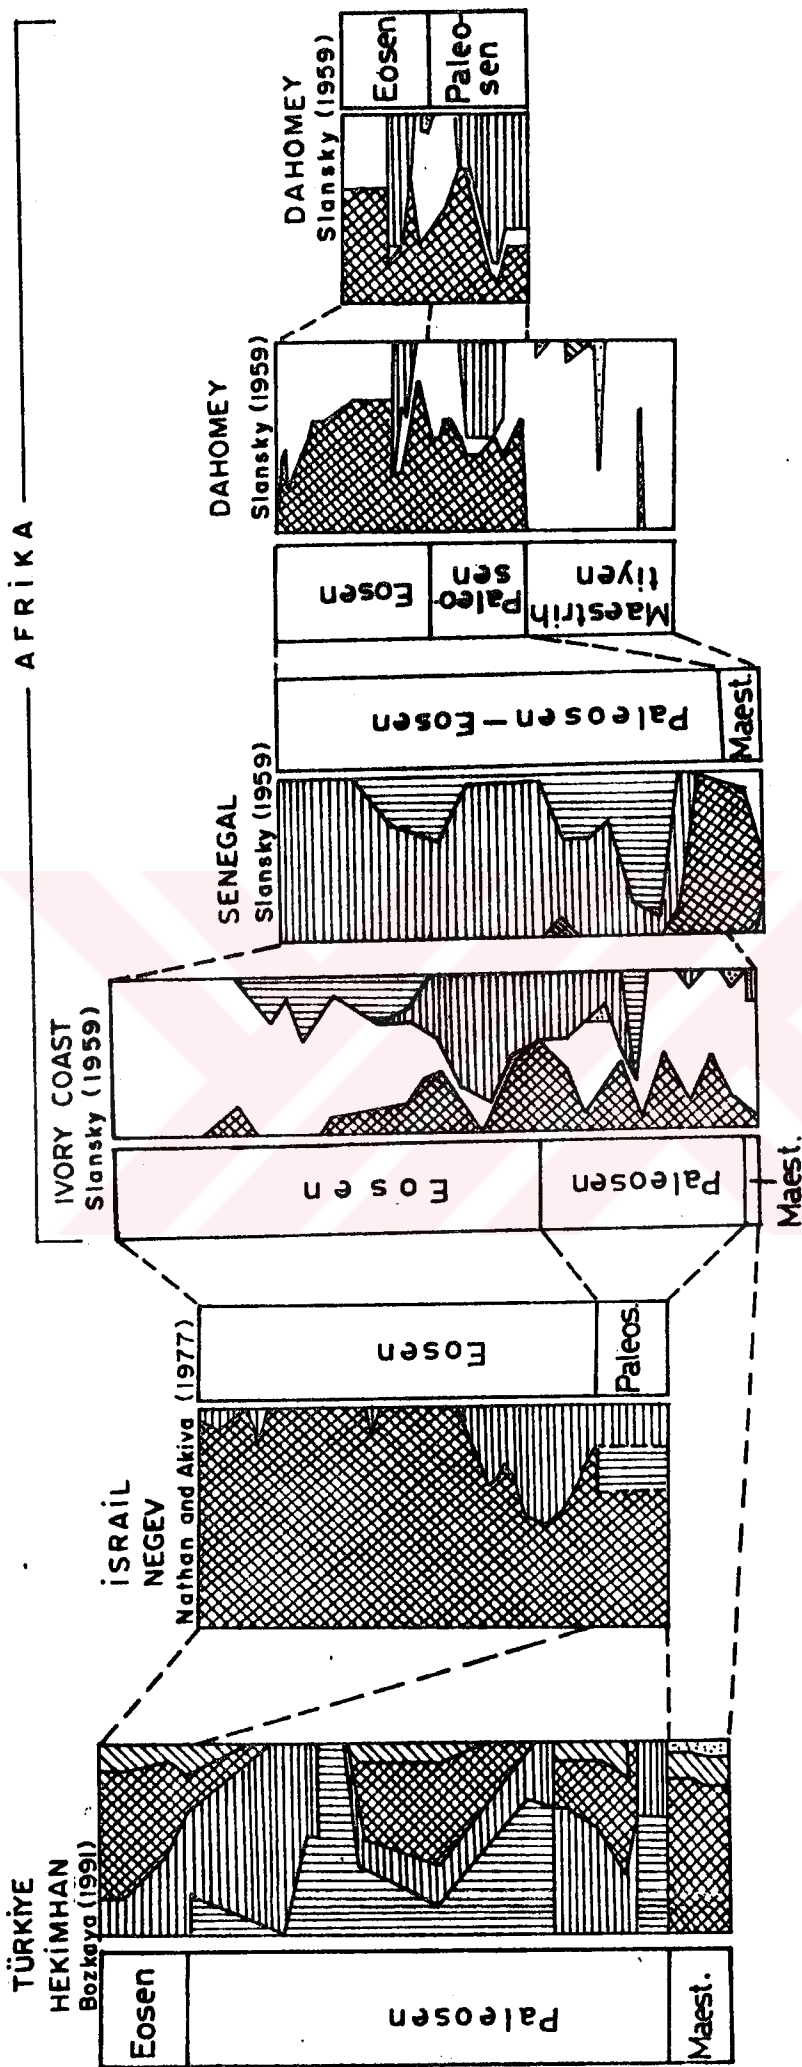 AFRİKA
TÜRKİYE
HEKİMHAN
Bozkaya (1991)
Eosen
Paleosen
Maest.
İSRAİL
NEGEV
Nathan and Akiva (1977)
Eosen
Paleos.
IVORY COAST
Slansky (1959)
Eosen
Paleosen
Maest.
SENEGAL
Slansky (1959)
Paleosen-Eosen
Maest.
DAHOMEY
Slansky (1959)
Eosen
Paleo
sen
Maestrih
tiyen
DAHOMEY
Slansky (1959)
Eosen
Paleo-
sen